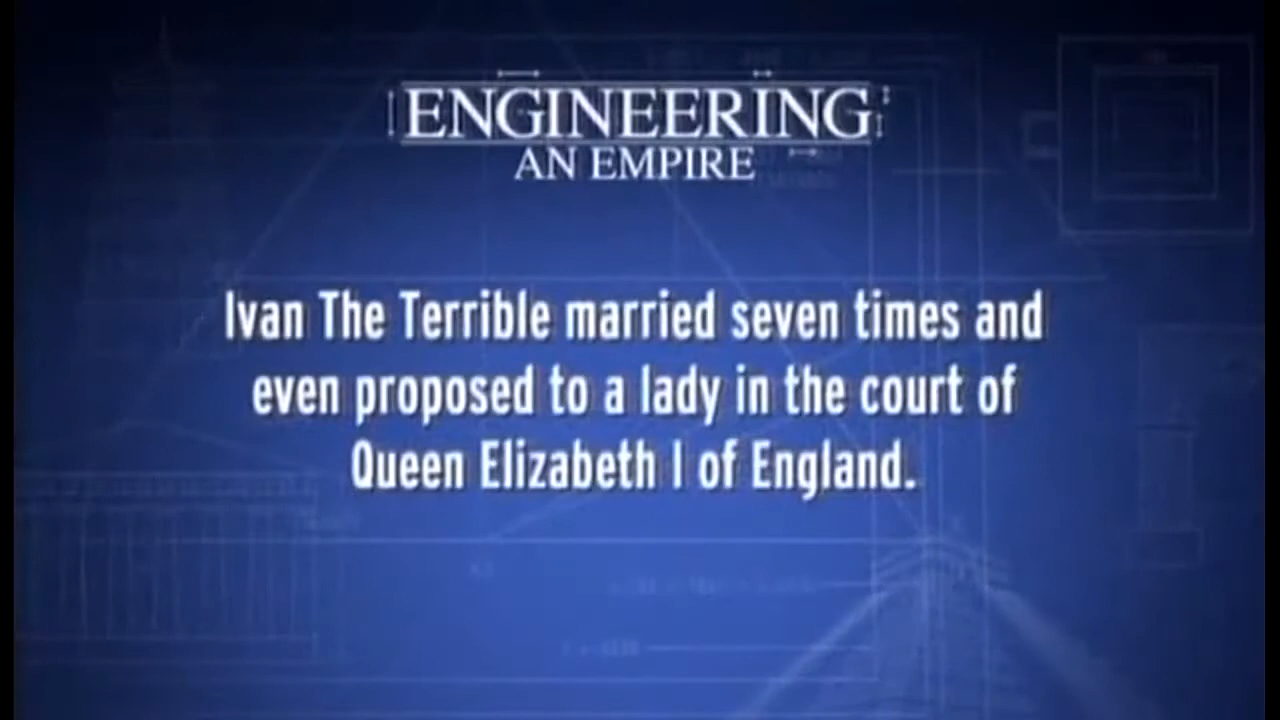 ENGINEERING
AN EMPIRE
Ivan The Terrible married seven times and
even proposed to a lady in the court of
Queen Elizabeth I of England.